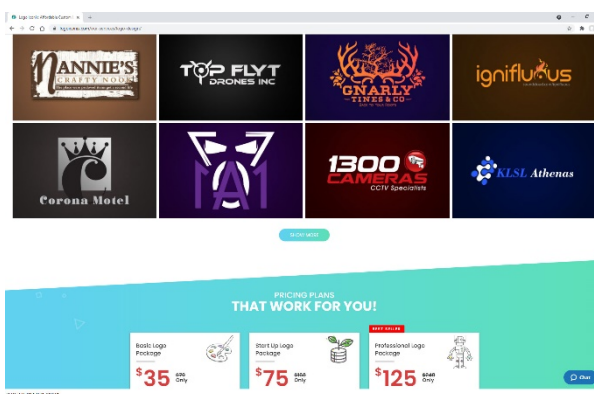 NANNIE'S
CRAFTY NOOK
TOP FLYT
DRONES INC
GNARLY
TINES & CO
ignifluous
Corona Motel
1300
CAMERAS
CCTV Specialists
KLSL Athenas
SHOW MORE
PRICING PLANS
THAT WORK FOR YOU!
BEST SELLER
Basic Logo
Package
$35 Only
Start Up Logo
Package
$75 Only
Professional Logo
Package
$125 Only
Chat